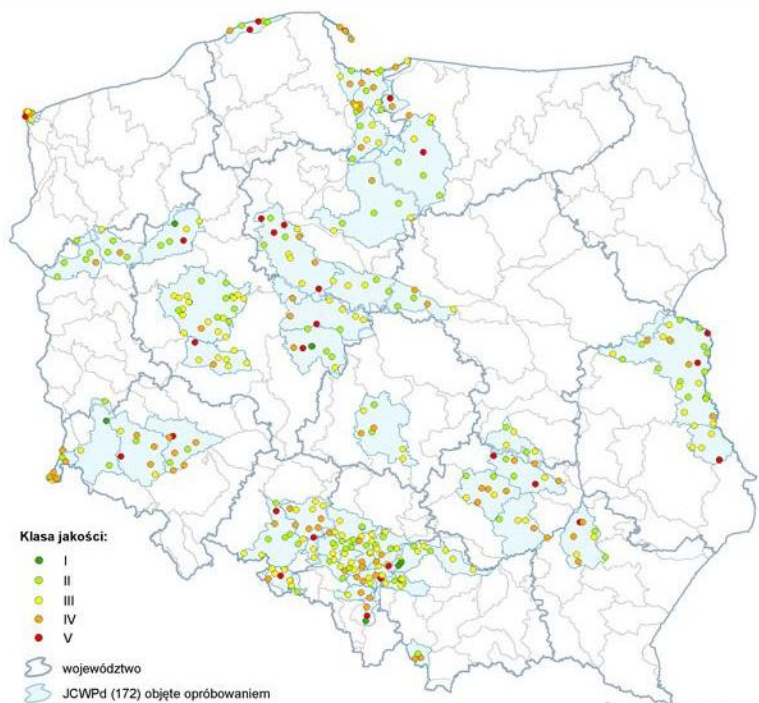 Klasa jakości:
I
II
III
IV
V
województwo
JCWPd (172) objęte opróbowaniem